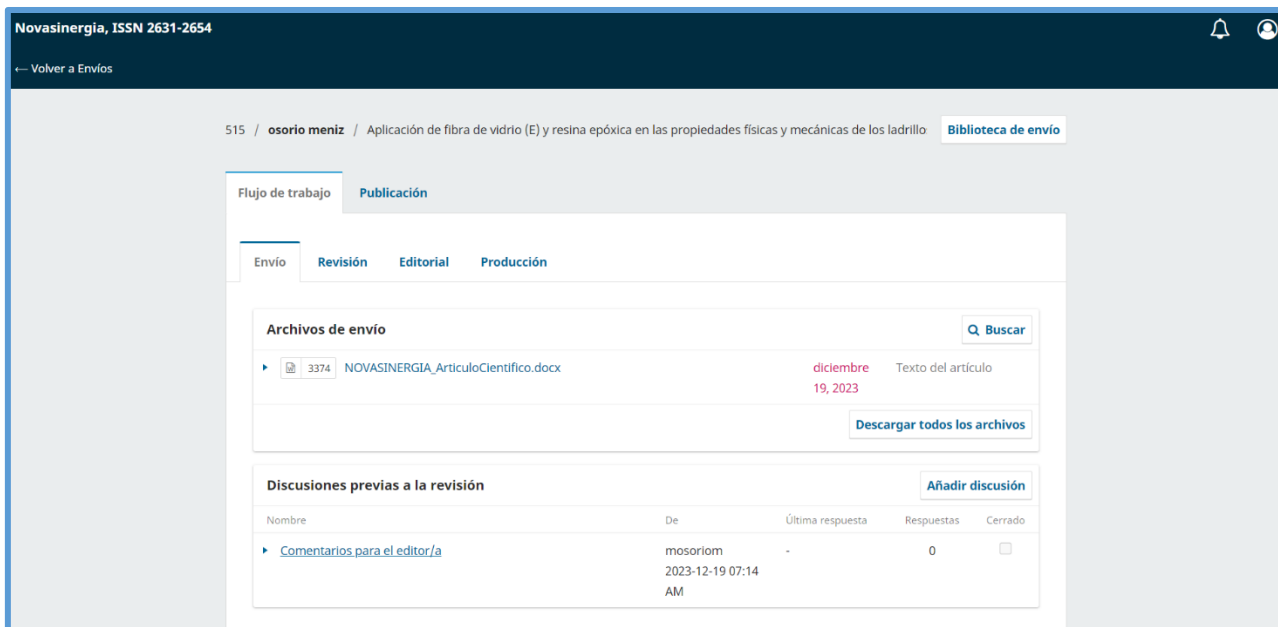 Novasinergia, ISSN 2631-2654
← Volver a Envíos
515 / osorio meniz / Aplicación de fibra de vidrio (E) y resina epóxica en las propiedades físicas y mecánicas de los ladrillo
Biblioteca de envío
Flujo de trabajo Publicación
Envío Revisión Editorial Producción
Archivos de envío
Buscar
3374 NOVASINERGIA_ArticuloCientifico.docx
diciembre
19, 2023
Texto del artículo
Descargar todos los archivos
Discusiones previas a la revisión
Añadir discusión
Nombre De Última respuesta Respuestas Cerrado
Comentarios para el editor/a mosoriom - 0
2023-12-19 07:14
AM